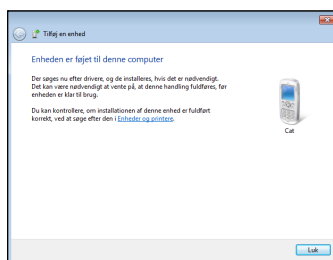 Tilføj en enhed
Enheden er føjet til denne computer
Der søges nu efter drivere, og de installeres, hvis det er nødvendigt.
Det kan være nødvendigt at vente på, at denne handling fuldføres, før
enheden er klar til brug.
Du kan kontrollere, om installationen af denne enhed er fuldført
korrekt, ved at søge efter den i Enheder og printere.
Cat
Luk